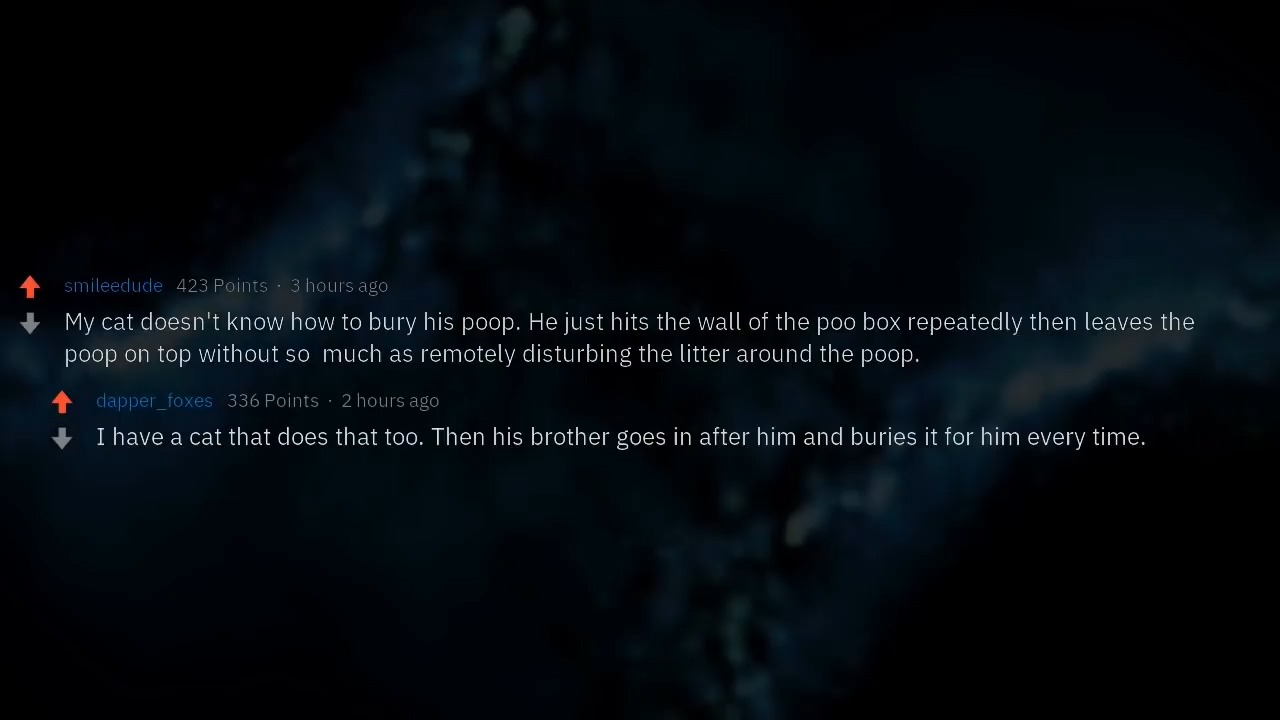 smileedude 423 Points · 3 hours ago
My cat doesn't know how to bury his poop. He just hits the wall of the poo box repeatedly then leaves the
poop on top without so  much as remotely disturbing the litter around the poop.
dapper_foxes 336 Points · 2 hours ago
I have a cat that does that too. Then his brother goes in after him and buries it for him every time.